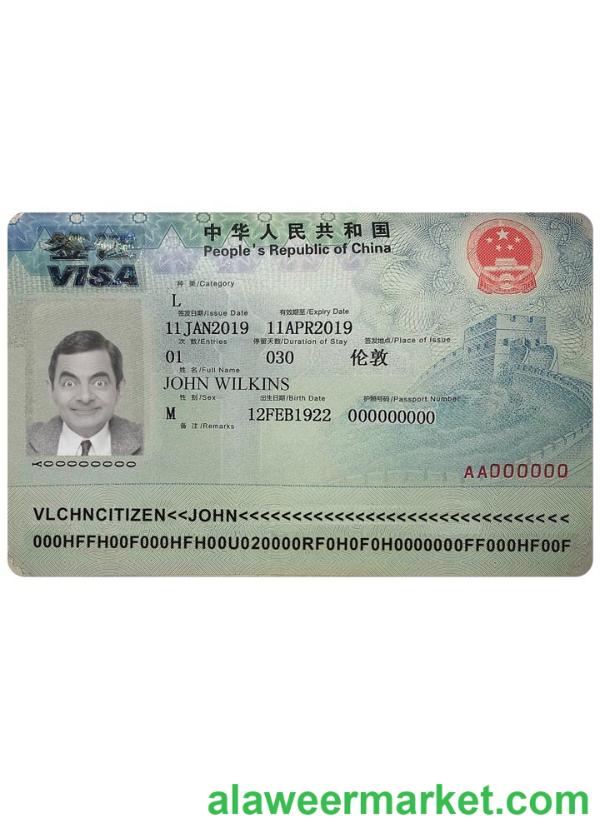 签证
VISA
中华人民共和国
People's Republic of China
种 类/Category
L
签发日期/Issue Date 有效期至/Expiry Date
11JAN2019 11APR2019
次 数/Entries 停留天数/Duration of Stay 签发地点/Place of Issue
01 030 伦敦
姓 名/Full Name
JOHN WILKINS
性 别/Sex 出生日期/Birth Date 护照号码/Passport Number
M 12FEB1922 000000000
备 注/Remarks
AA000000
VLCHNCITIZEN<<JOHN<<<<<<<<<<<<<<<<<<<<<<<<<<<<<<<
000HFFH00F000HFH00U020000RF0H0F0H0000000FF000HF00F
alaweermarket.com